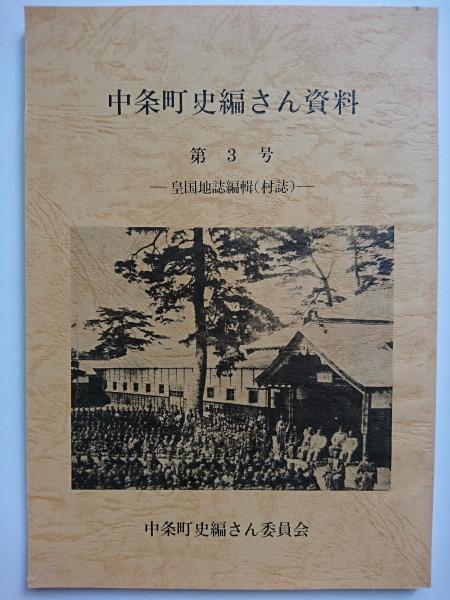 中条町史編さん資料
第3号
―皇国地誌編輯(村誌)―
中条町史編さん委員会